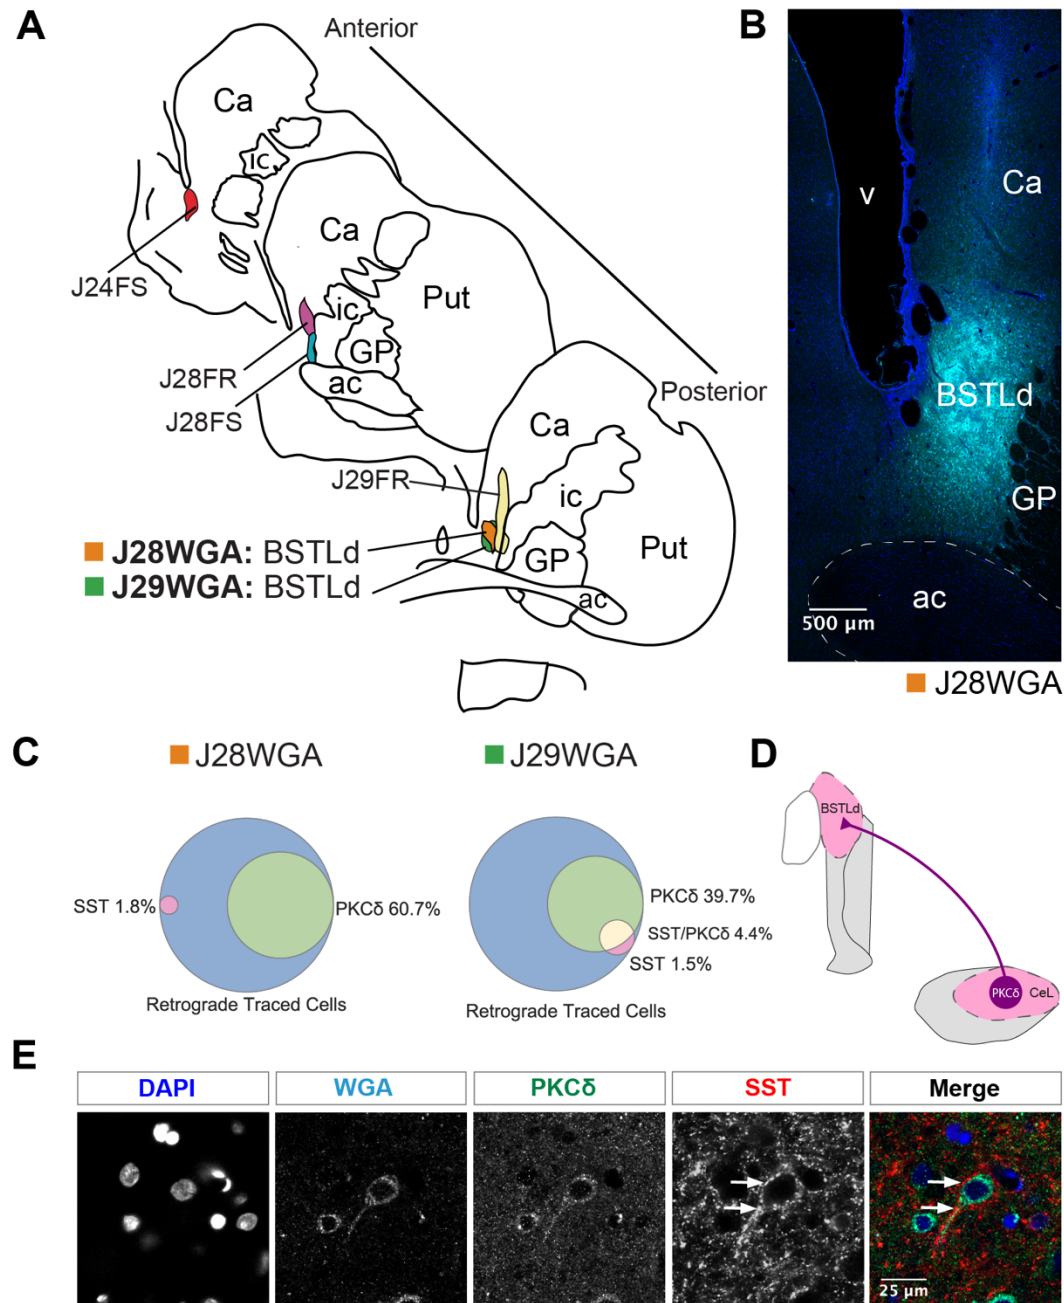 A
Anterior
Ca
ic
J24FS
Ca
Put
ic
GP
ac
J28FR
J28FS
Posterior
Ca
J29FR
ic
GP
Put
ac
J28WGA: BSTLd
J29WGA: BSTLd
B
v
Ca
BSTLd
GP
ac
500 µm
J28WGA
C
J28WGA
J29WGA
SST 1.8%
PKCδ 60.7%
Retrograde Traced Cells
PKCδ 39.7%
SST/PKCδ 4.4%
SST 1.5%
Retrograde Traced Cells
D
BSTLd
PKCδ
CeL
E
DAPI
WGA
PKCδ
SST
Merge
25 µm